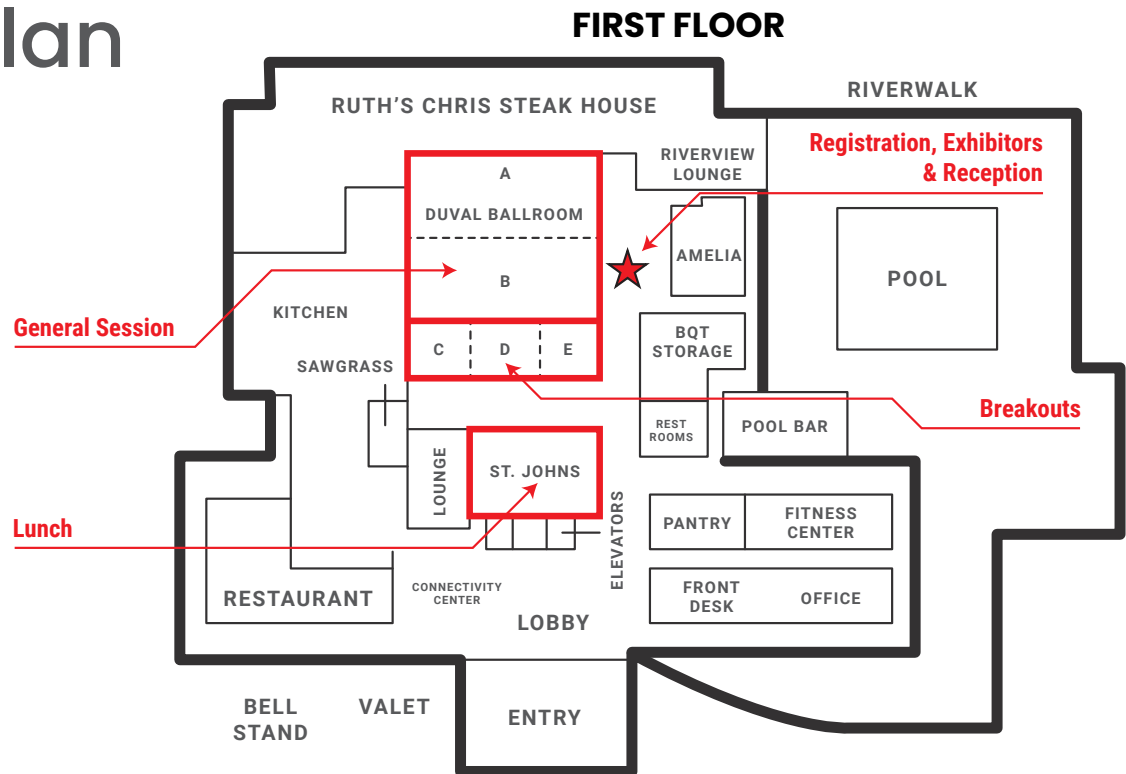 lan
FIRST FLOOR
RIVERWALK
RUTH'S CHRIS STEAK HOUSE
Registration, Exhibitors
& Reception
RIVERVIEW
LOUNGE
A
DUVAL BALLROOM
AMELIA
POOL
B
General Session
KITCHEN
BQT
STORAGE
C
D
E
SAWGRASS
Breakouts
REST
ROOMS
POOL BAR
LOUNGE
ST. JOHNS
Lunch
ELEVATORS
PANTRY
FITNESS
CENTER
RESTAURANT
CONNECTIVITY
CENTER
FRONT
DESK
OFFICE
LOBBY
BELL
STAND
VALET
ENTRY